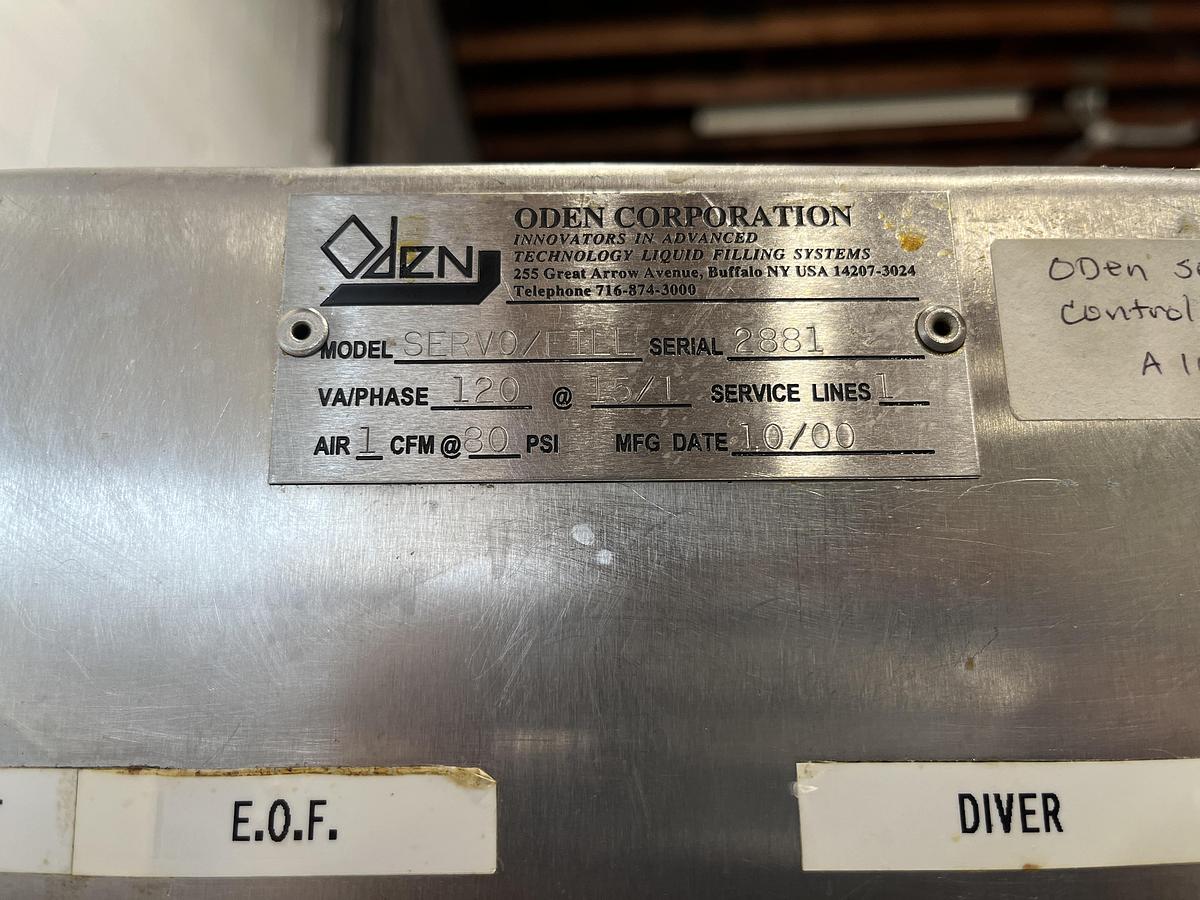 Oden
ODEN CORPORATION
INNOVATORS IN ADVANCED
TECHNOLOGY LIQUID FILLING SYSTEMS
255 Great Arrow Avenue, Buffalo NY USA 14207-3024
Telephone 716-874-3000
MODEL SERVO/FILL SERIAL 2881
VA/PHASE 120 @ 15/1 SERVICE LINES 1
AIR 1 CFM @ 80 PSI MFG DATE 10/00
ODen
Control
A
E.O.F.
DIVER